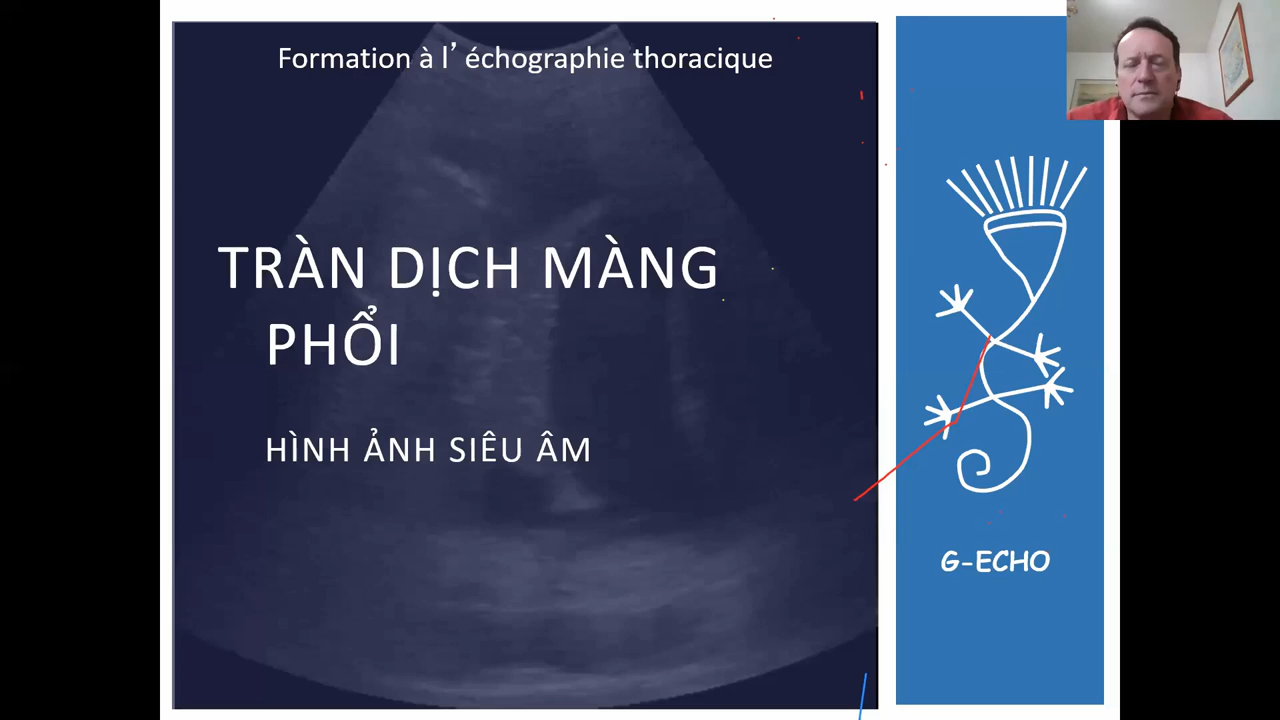 Formation à l’ échographie thoracique
TRÀN DỊCH MÀNG
PHỔI
HÌNH ẢNH SIÊU ÂM
G-ECHO